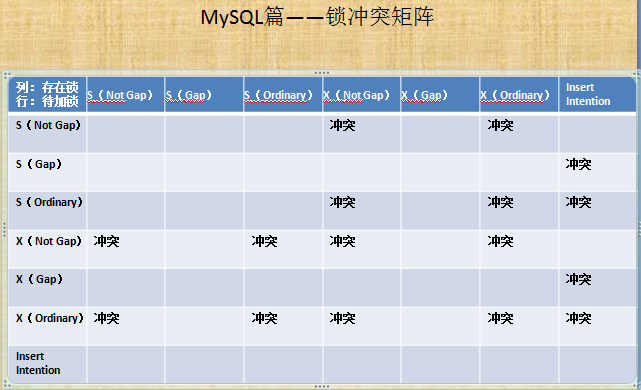 MySQL篇——锁冲突矩阵
列：存在锁
行：待加锁
S（Not Gap） S（Gap） S（Ordinary） X（Not Gap） X（Gap） X（Ordinary） Insert Intention
S（Not Gap） 冲突 冲突
S（Gap） 冲突
S（Ordinary） 冲突 冲突 冲突
X（Not Gap） 冲突 冲突 冲突 冲突
X（Gap） 冲突
X（Ordinary） 冲突 冲突 冲突 冲突 冲突
Insert
Intention